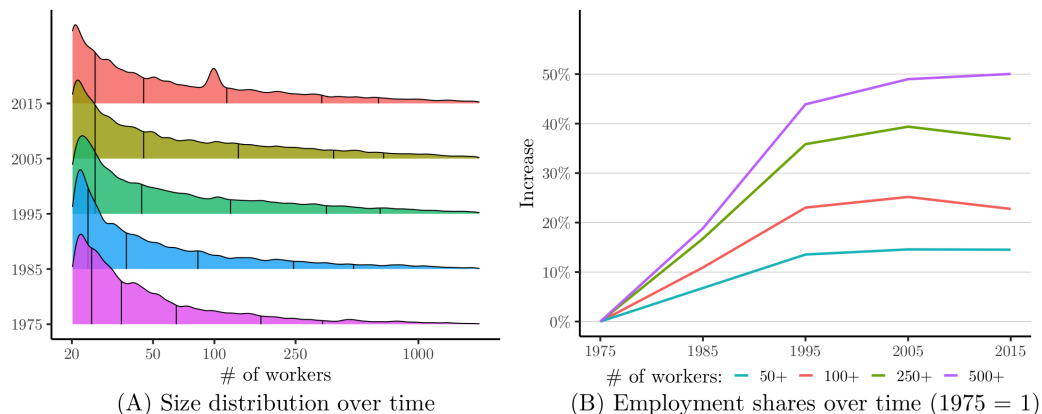 2015
2005
1995
1985
1975
20 50 100 250 1000
# of workers
(A) Size distribution over time
Increase
50%
40%
30%
20%
10%
0%
1975 1985 1995 2005 2015
# of workers: 50+ 100+ 250+ 500+
(B) Employment shares over time (1975 = 1)